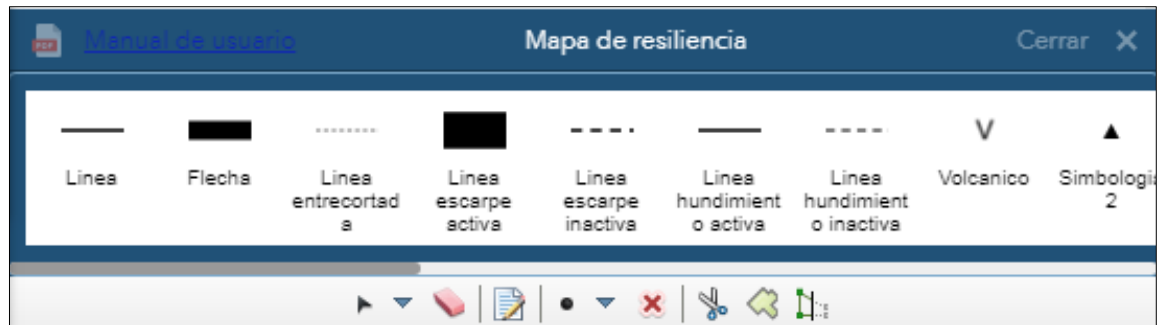 Manual de usuario Mapa de resiliencia Cerrar
V
Linea Flecha Linea Linea Linea Linea Linea Volcanico Simbologia
entrecortad escarpe escarpe hundimient hundimient 2
a activa inactiva o activa o inactiva